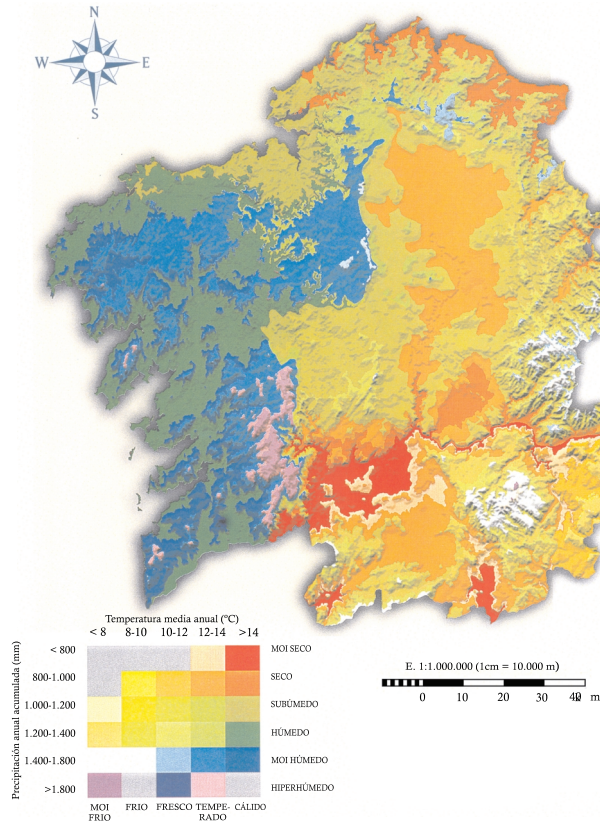 N
W E
S
Temperatura media anual (ºC)
< 8 8-10 10-12 12-14 >14
Precipitación anual acumulada (mm)
< 800 MOI SECO
800-1.000 SECO
1.000-1.200 SUBÚMEDO
1.200-1.400 HÚMEDO
1.400-1.800 MOI HÚMEDO
>1.800 HIPERHÚMEDO
MOI FRIO FRESCO TEMPE- CÁLIDO
FRIO RADO
E. 1:1.000.000 (1cm = 10.000 m)
0 10 20 30 40 m